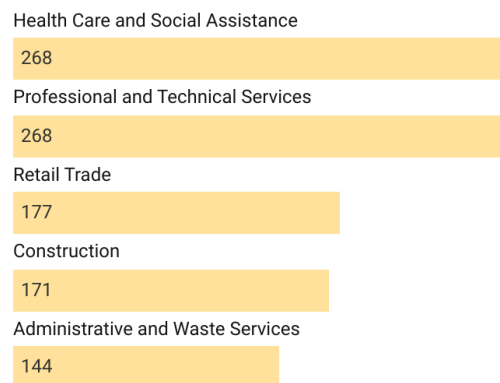 Health Care and Social Assistance
268
Professional and Technical Services
268
Retail Trade
177
Construction
171
Administrative and Waste Services
144